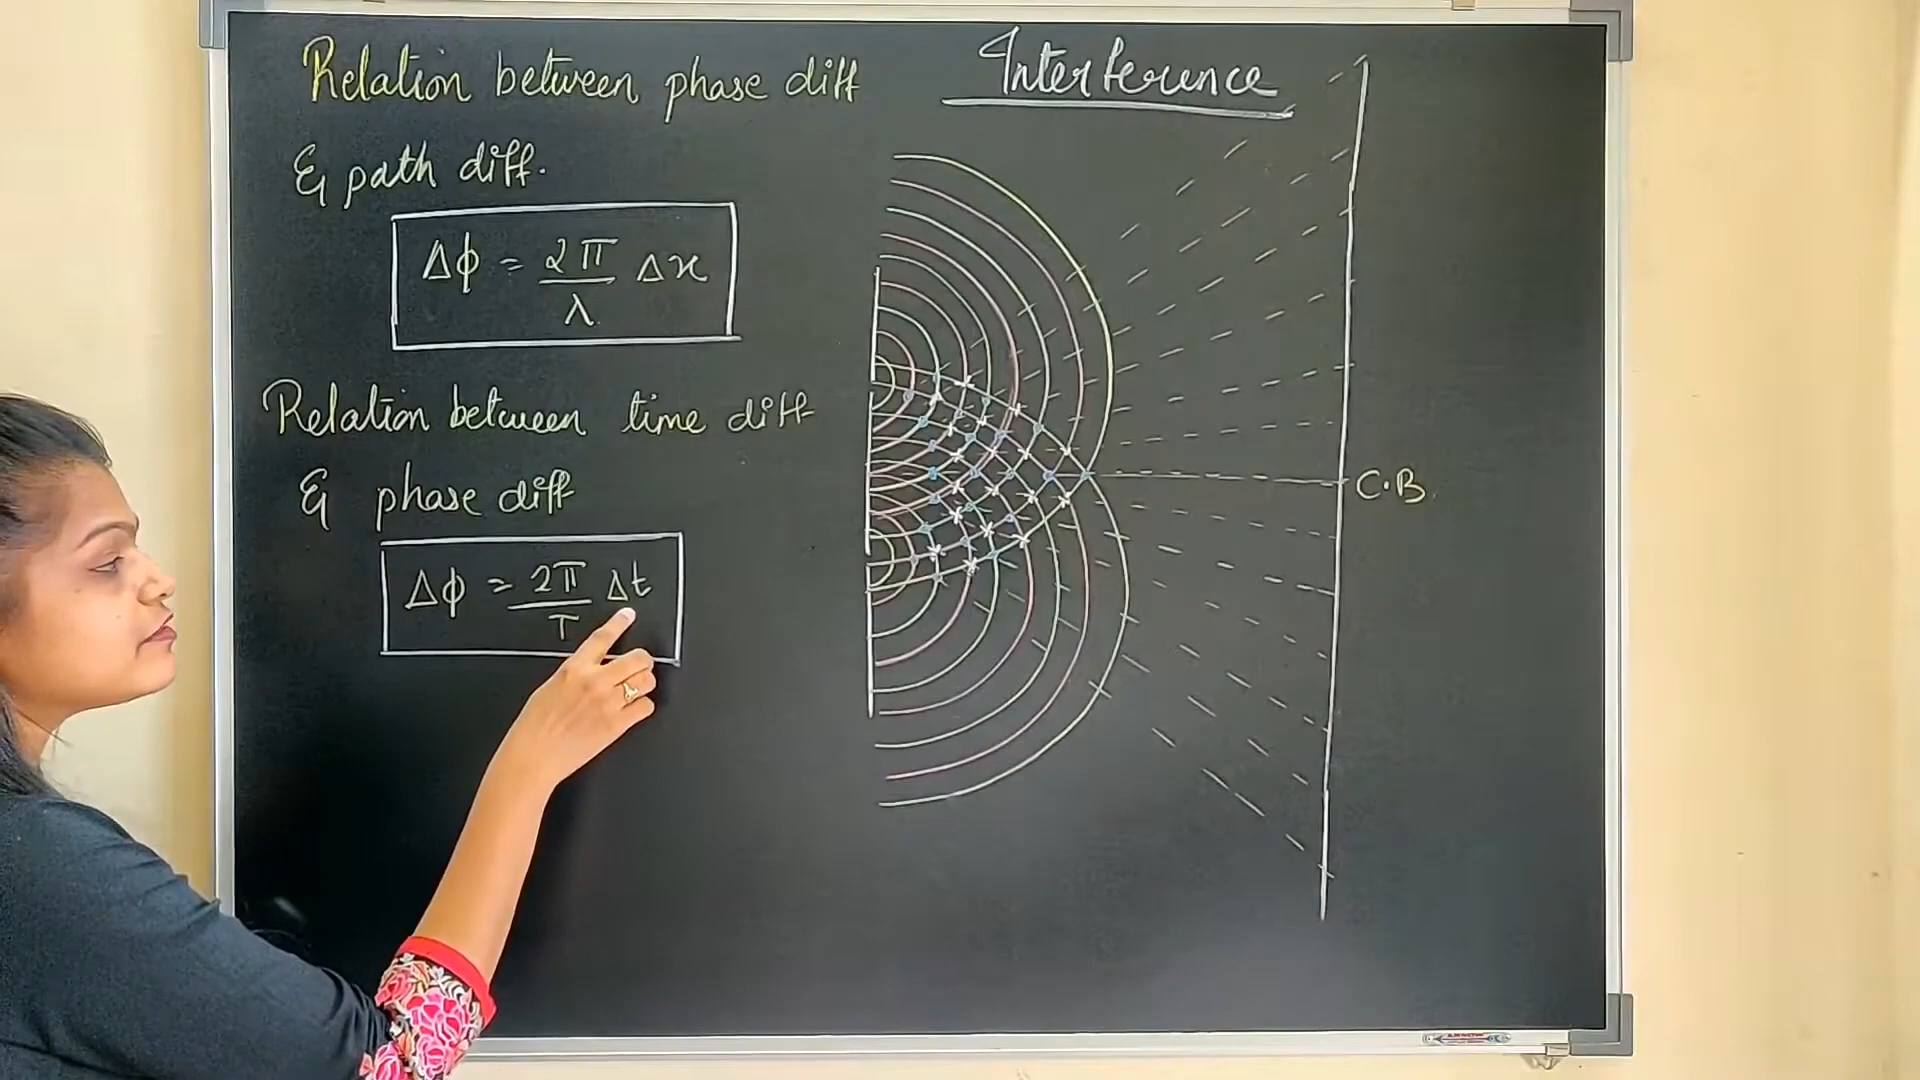 Relation between phase diff
& path diff.
Δϕ = 2π/λ Δx
Relation between time diff
& phase diff
Δϕ = 2π/T Δt
Interference
C.B.